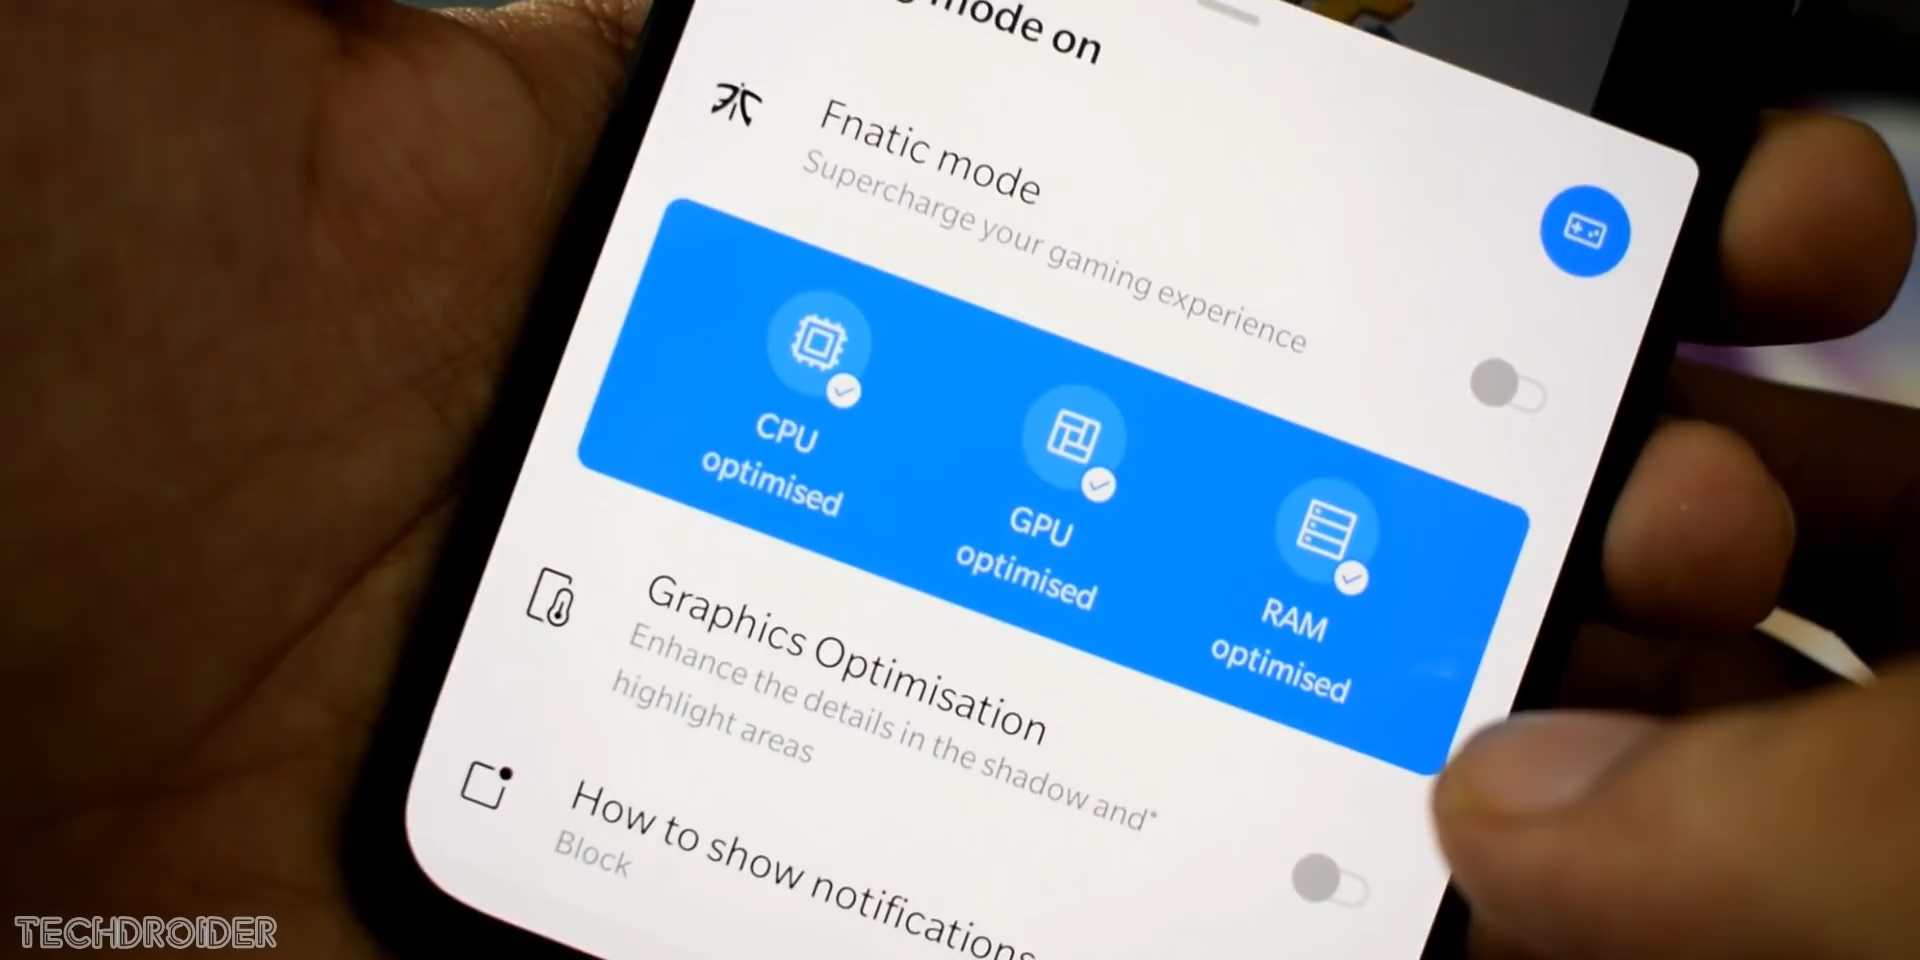 mode on
Fnatic mode
Supercharge your gaming experience
CPU
optimised
GPU
optimised
RAM
optimised
Graphics Optimisation
Enhance the details in the shadow and"
highlight areas
How to show notifications
Block
TECHDROIDER